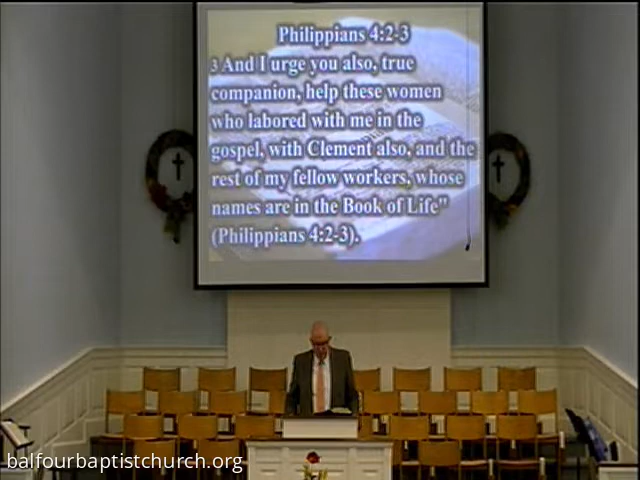 Philippians 4:2-3
3 And I urge you also, true
companion, help these women
who labored with me in the
gospel, with Clement also, and the
rest of my fellow workers, whose
names are in the Book of Life"
(Philippians 4:2-3).
balfourbaptistchurch.org